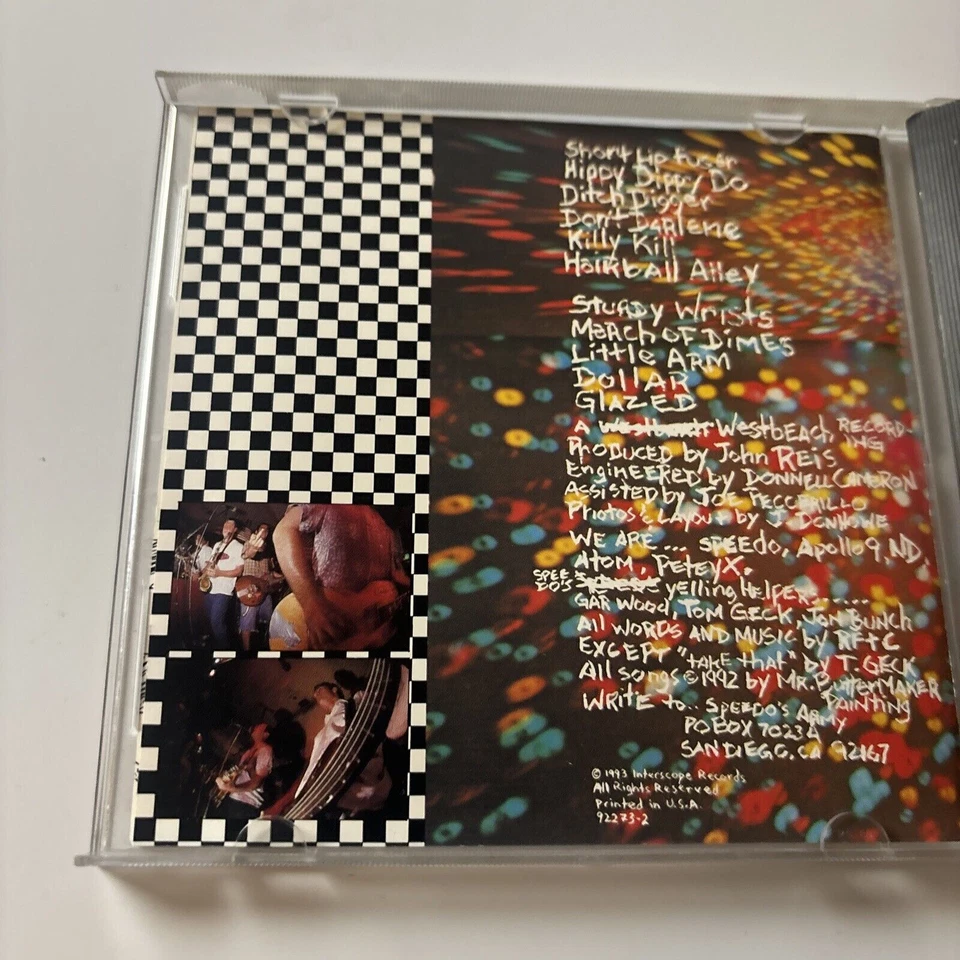 Short Lip Fuser
Hippy Dippy Do
Ditch Digger
Don't Darlene
Killy Kill
Hairball Alley
Sturdy Wrists
March of Dimes
Little ARM
Dollar
Glazed
A Westbeach Westbeach Record-
ing
Produced by John Reis
Engineered by Donnell Cameron
Assisted by Joe Peccerillo
Photos & Layout by J. Donhowe
We are... Speedo, Apollo 9, ND,
Atom, Petey X.
Spee-
do's yelling Helpers......
Gar Wood, Tom Geck, Jon Bunch
All words and music by RFTC
Except "take that" by T. Geck
All songs © 1992 by Mr. Buttermaker
Painting
Write to.. Speedo's Army
PO Box 7023A
San Diego, CA 92167
© 1993 Interscope Records
All Rights Reserved
Printed in U.S.A.
92273-2